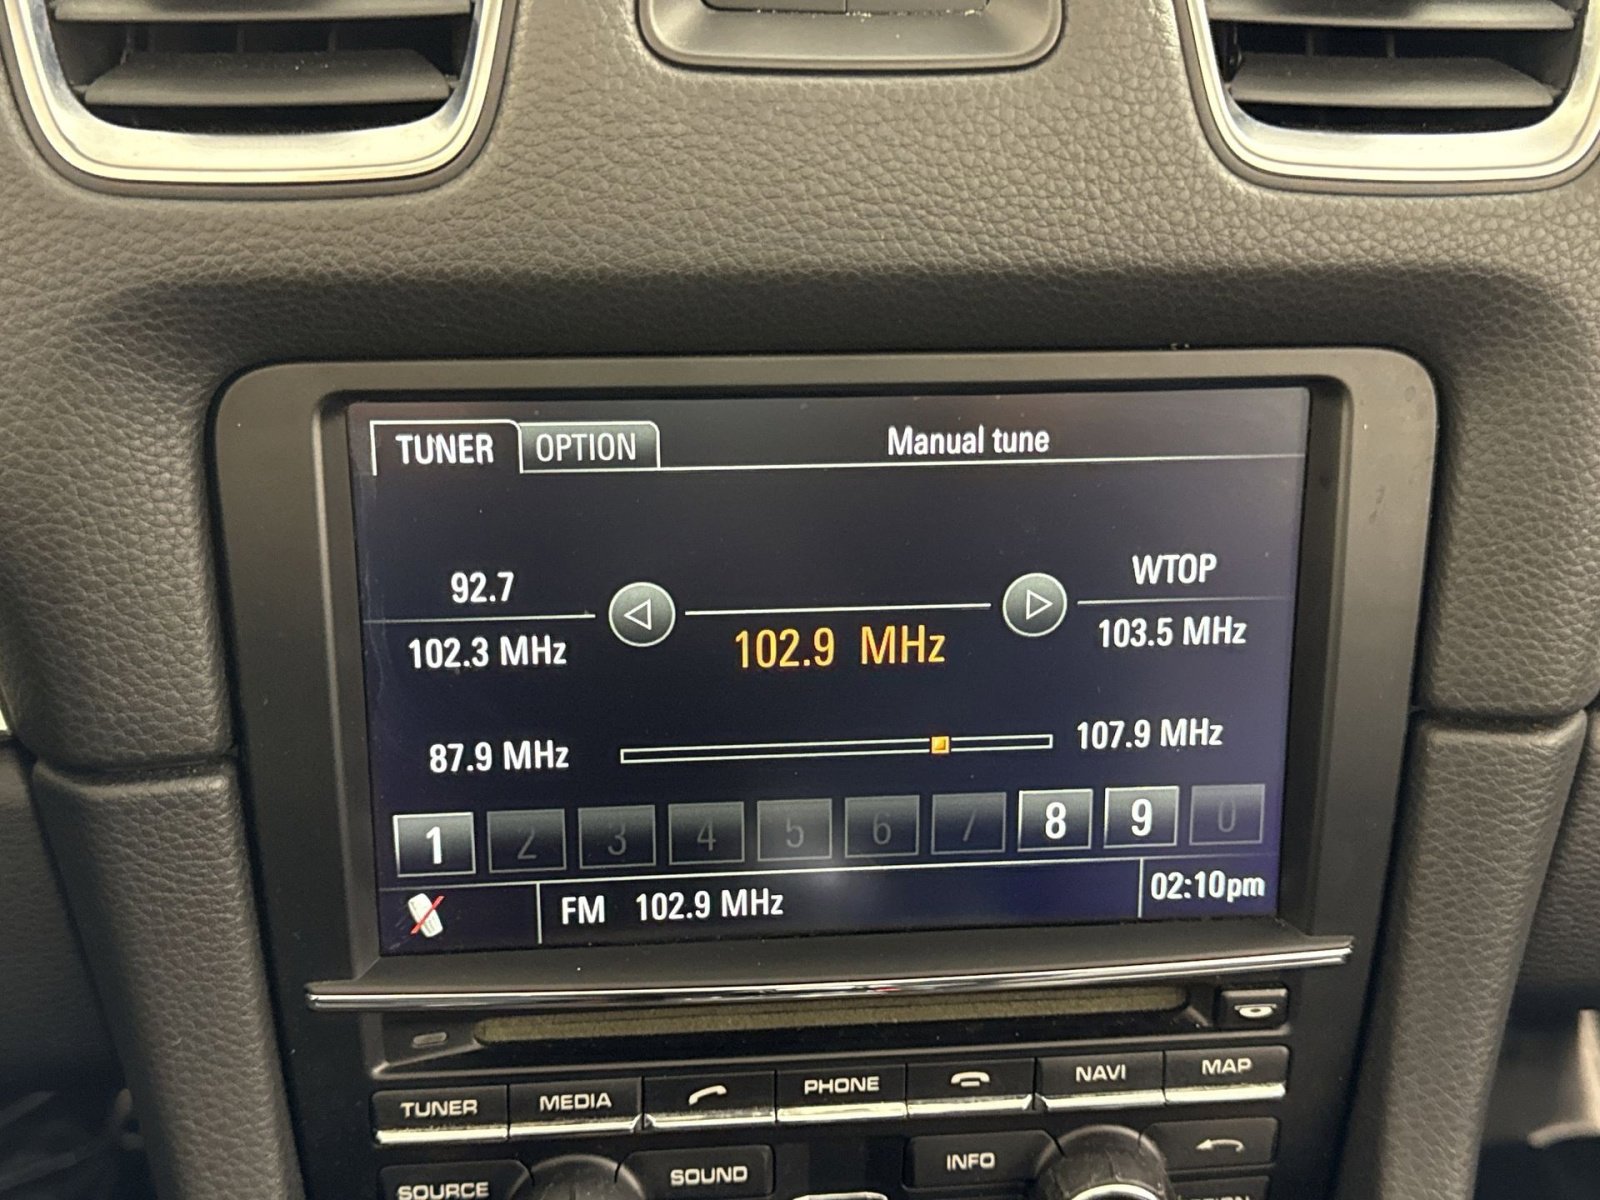 TUNER OPTION Manual tune
92.7 WTOP
102.3 MHz 102.9 MHz 103.5 MHz
87.9 MHz 107.9 MHz
1 2 3 4 5 6 7 8 9 0
FM 102.9 MHz 02:10pm
TUNER MEDIA PHONE NAVI MAP
SOURCE SOUND INFO